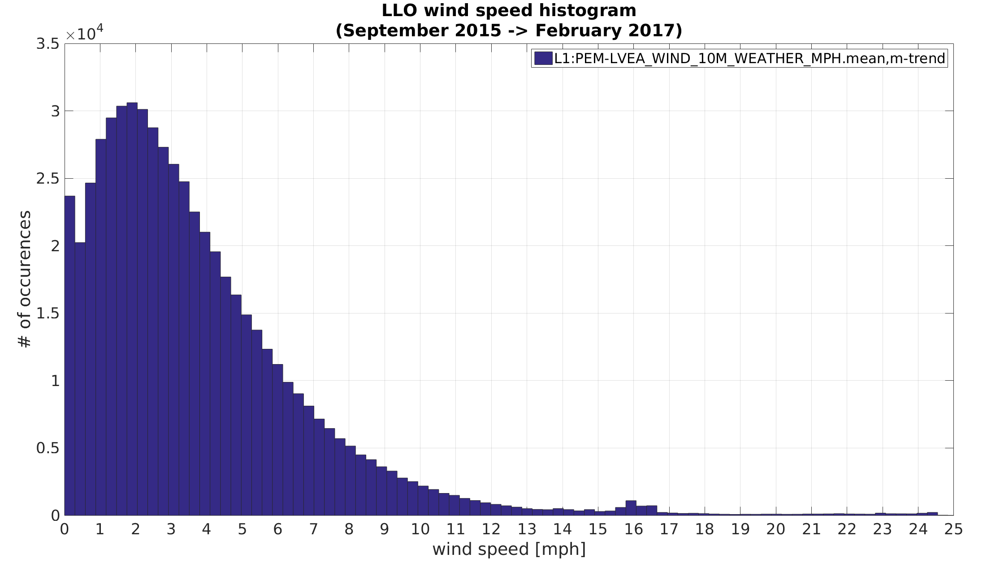 LLO wind speed histogram
(September 2015 -> February 2017)
×10⁴
L1:PEM-LVEA_WIND_10M_WEATHER_MPH.mean,m-trend
3.5
3
2.5
2
1.5
1
0.5
0
# of occurences
0 1 2 3 4 5 6 7 8 9 10 11 12 13 14 15 16 17 18 19 20 21 22 23 24 25
wind speed [mph]